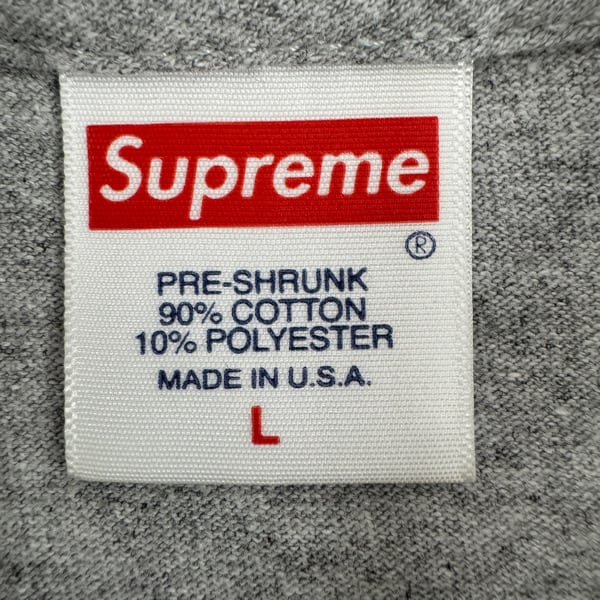 Supreme
®
PRE-SHRUNK
90% COTTON
10% POLYESTER
MADE IN U.S.A.
L